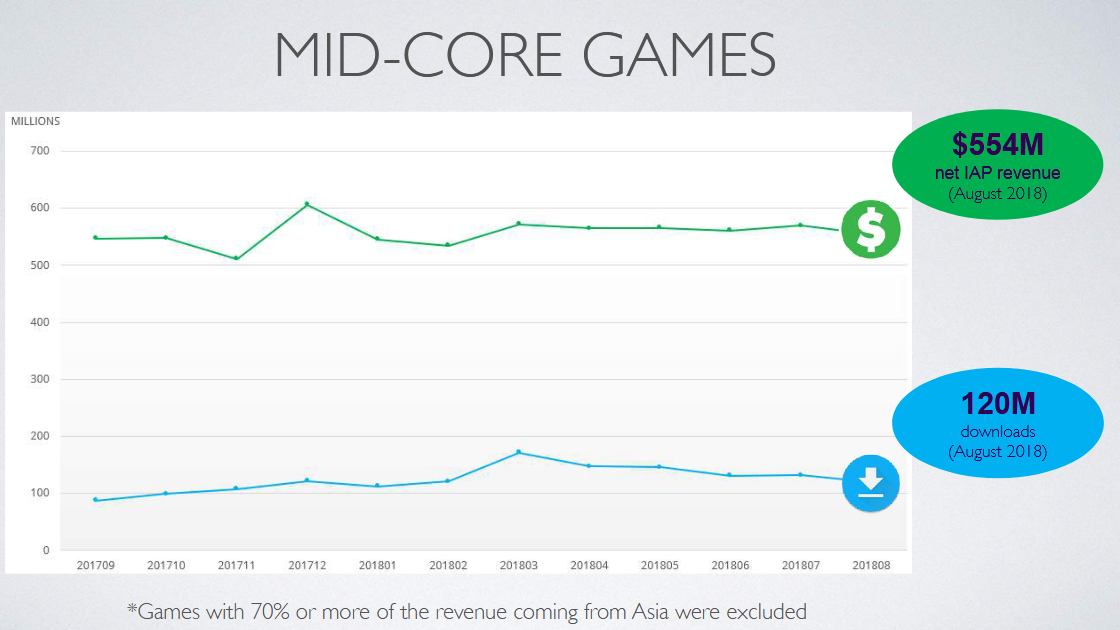 MID-CORE GAMES
MILLIONS
700
600
500
400
300
200
100
0
201709 201710 201711 201712 201801 201802 201803 201804 201805 201806 201807 201808
$
$554M
net IAP revenue
(August 2018)
120M
downloads
(August 2018)
*Games with 70% or more of the revenue coming from Asia were excluded